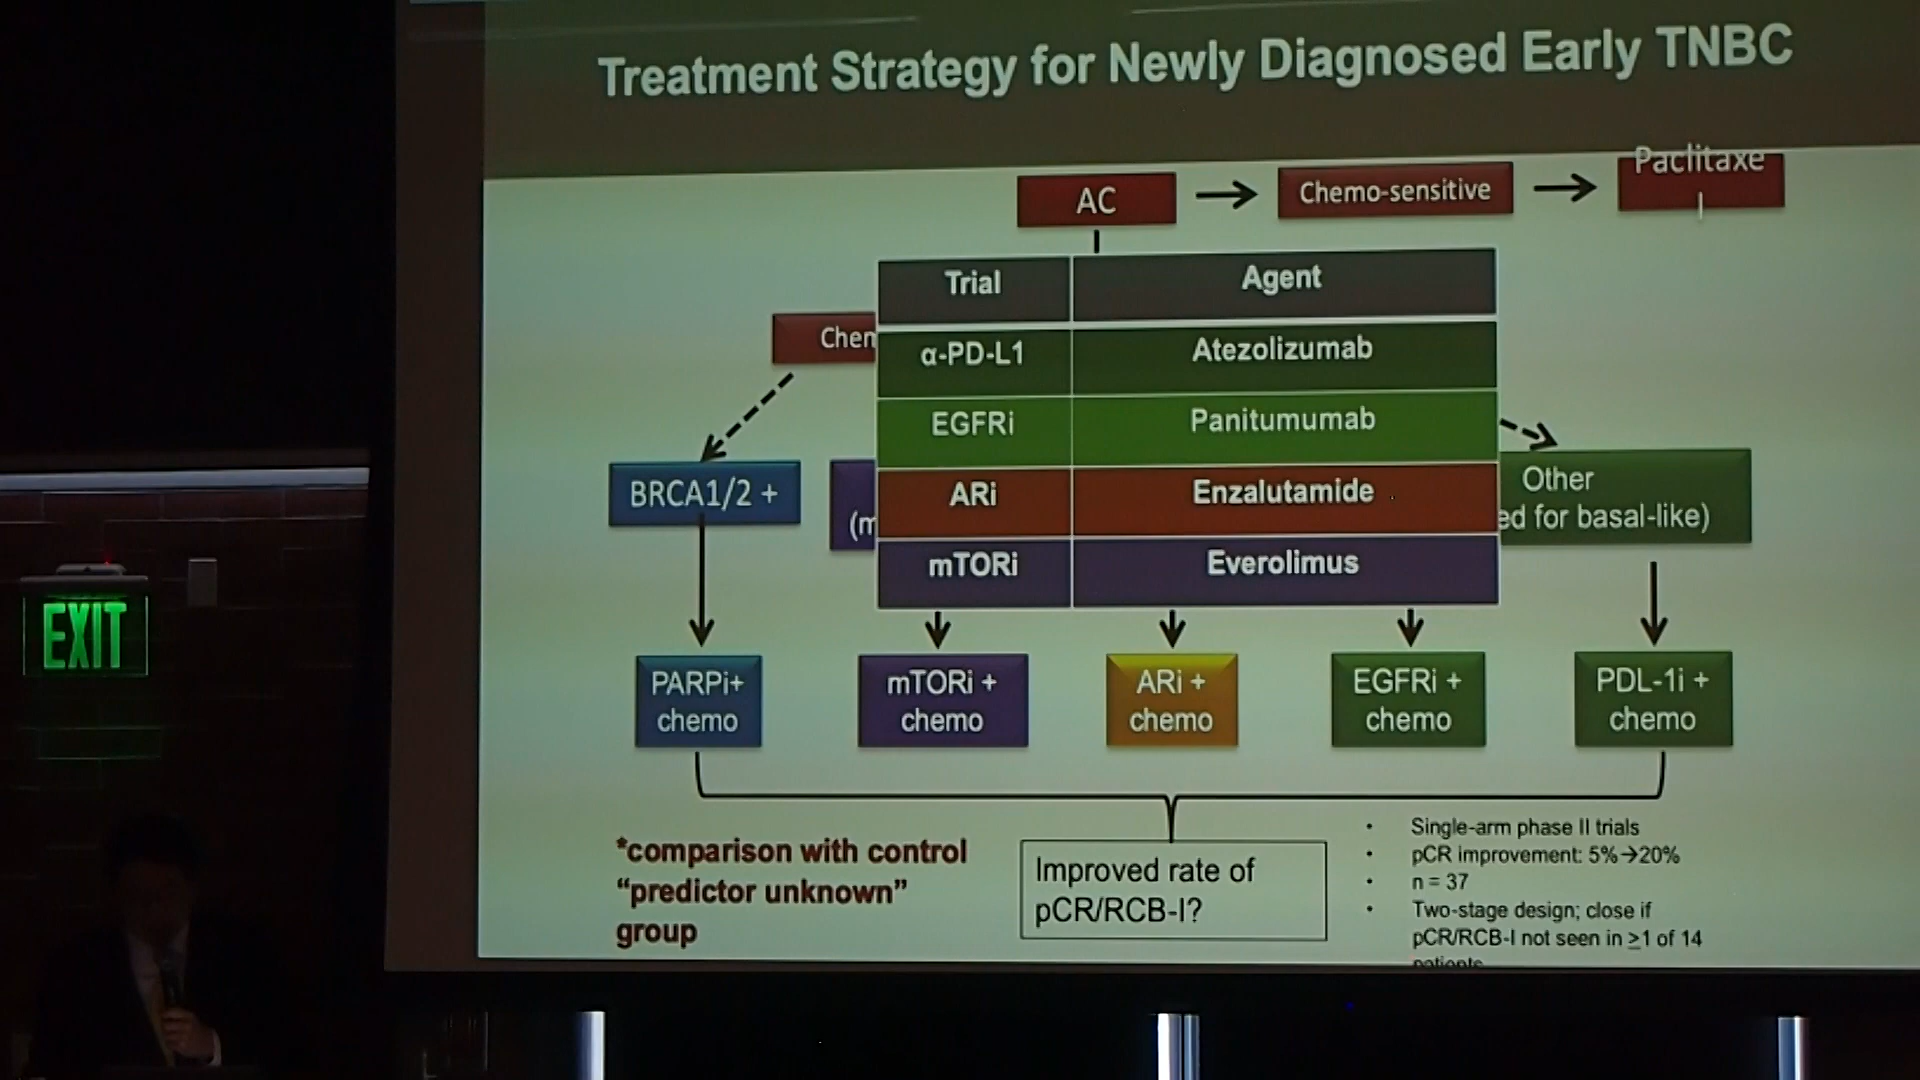 Treatment Strategy for Newly Diagnosed Early TNBC
AC
Chemo-sensitive
Paclitaxe
l
Trial
Agent
Chem
α-PD-L1
Atezolizumab
EGFRi
Panitumumab
ARi
Enzalutamide
mTORi
Everolimus
BRCA1/2 +
(m
Other
ed for basal-like)
EXIT
PARPi+
chemo
mTORi +
chemo
ARi +
chemo
EGFRi +
chemo
PDL-1i +
chemo
*comparison with control
“predictor unknown”
group
Improved rate of
pCR/RCB-I?
• Single-arm phase II trials
• pCR improvement: 5%→20%
• n = 37
• Two-stage design; close if
pCR/RCB-I not seen in ≥1 of 14
patients